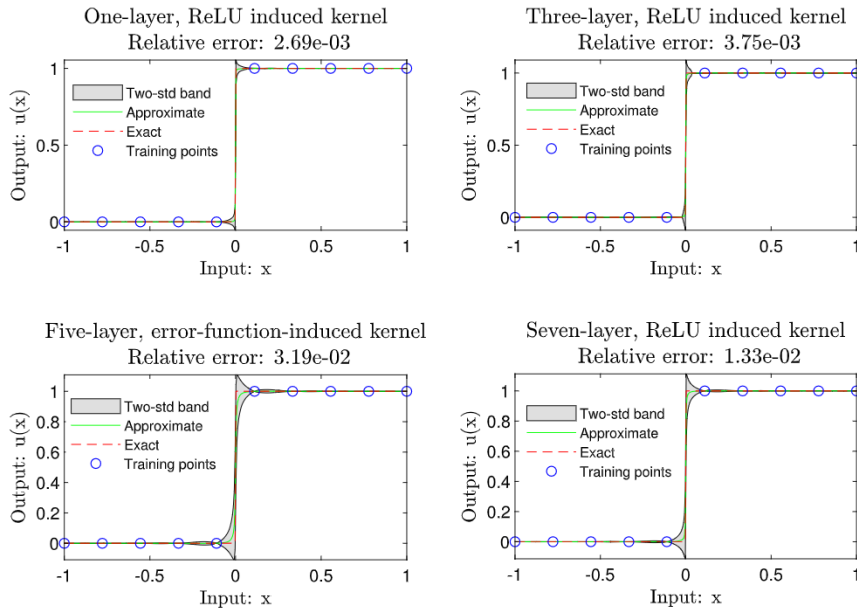 One-layer, ReLU induced kernel
Relative error: 2.69e-03
1
0.5
0
Output: u(x)
Two-std band
Approximate
Exact
Training points
-1
-0.5
0
0.5
1
Input: x
Three-layer, ReLU induced kernel
Relative error: 3.75e-03
1
0.5
0
Output: u(x)
Two-std band
Approximate
Exact
Training points
-1
-0.5
0
0.5
1
Input: x
Five-layer, error-function-induced kernel
Relative error: 3.19e-02
1
0.8
0.6
0.4
0.2
0
Output: u(x)
Two-std band
Approximate
Exact
Training points
-1
-0.5
0
0.5
1
Input: x
Seven-layer, ReLU induced kernel
Relative error: 1.33e-02
1
0.8
0.6
0.4
0.2
0
Output: u(x)
Two-std band
Approximate
Exact
Training points
-1
-0.5
0
0.5
1
Input: x